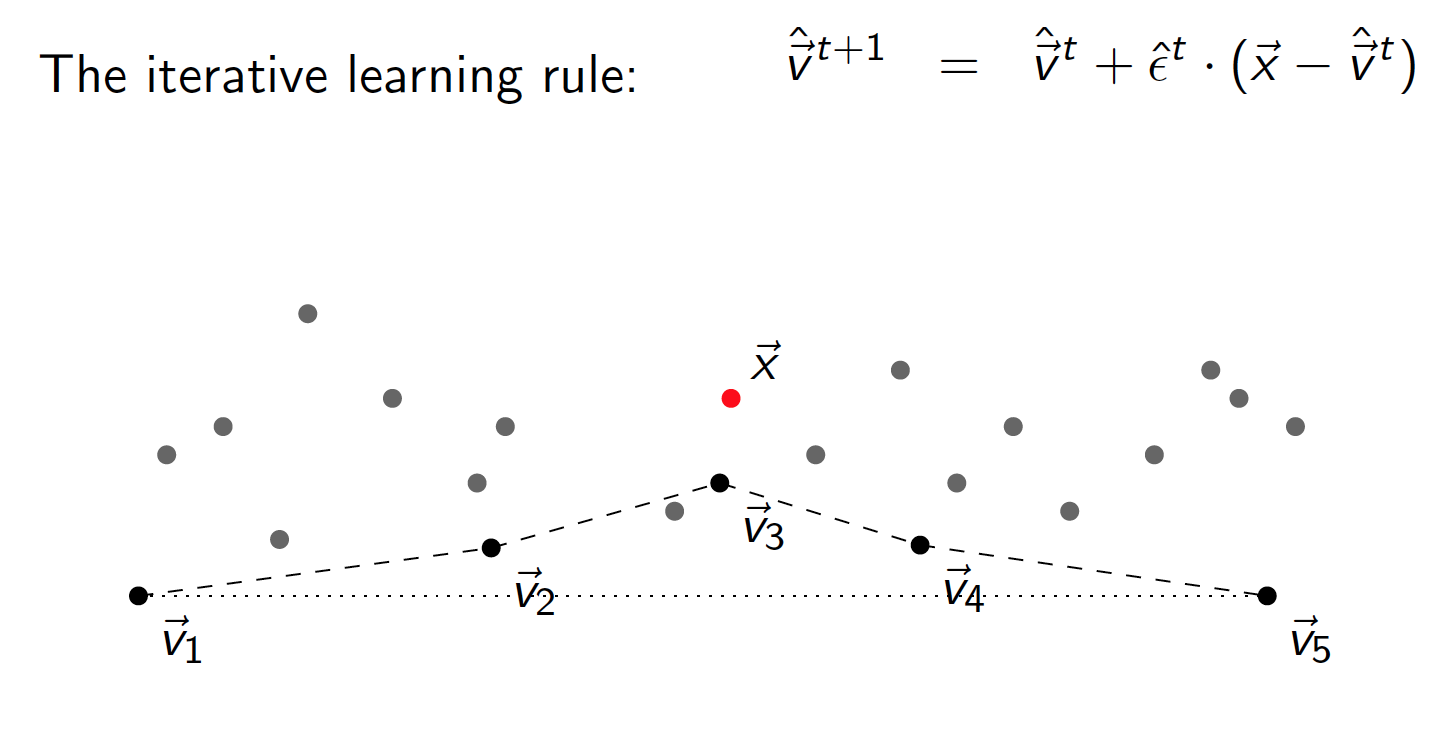 The iterative learning rule: $\hat{\vec{v}}^{t+1} = \hat{\vec{v}}^{t} + \hat{\epsilon}^{t} \cdot (\vec{x} - \hat{\vec{v}}^{t})$
$\vec{x}$
$\vec{v}_3$
$\vec{v}_2$
$\vec{v}_4$
$\vec{v}_1$
$\vec{v}_5$